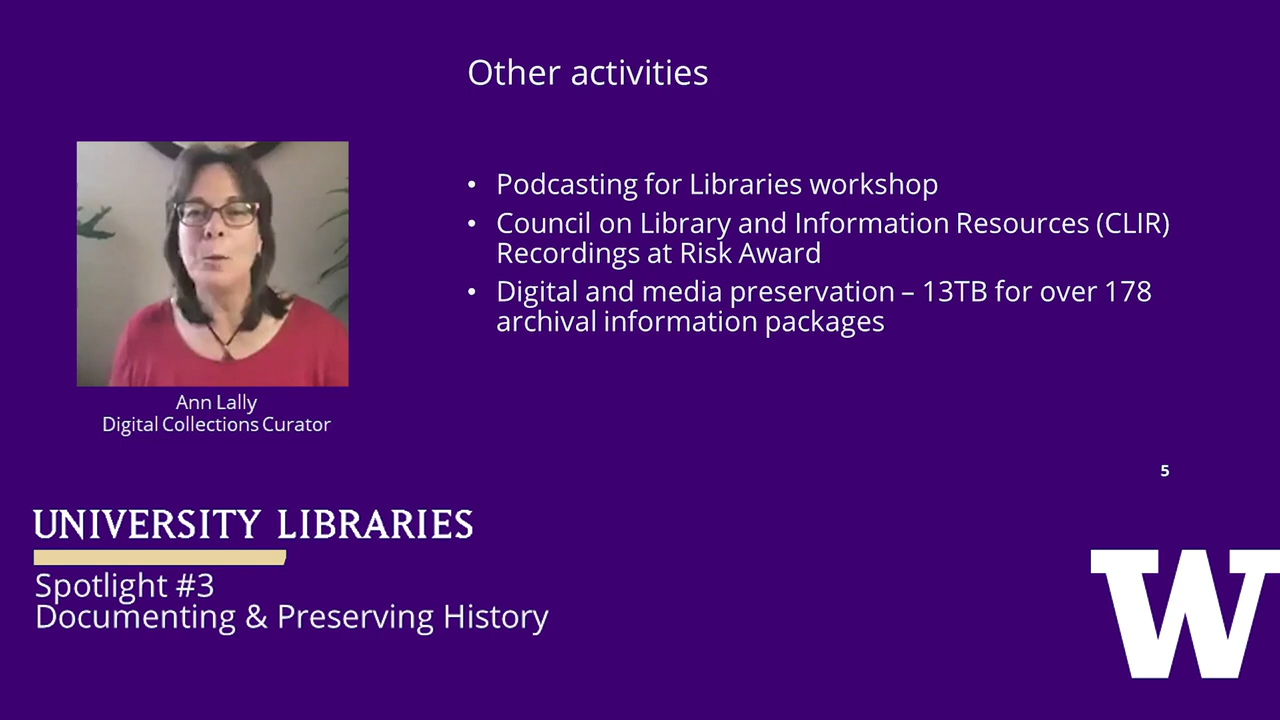 Other activities
• Podcasting for Libraries workshop
• Council on Library and Information Resources (CLIR)
Recordings at Risk Award
• Digital and media preservation – 13TB for over 178
archival information packages
Ann Lally
Digital Collections Curator
5
UNIVERSITY LIBRARIES
Spotlight #3
Documenting & Preserving History
W